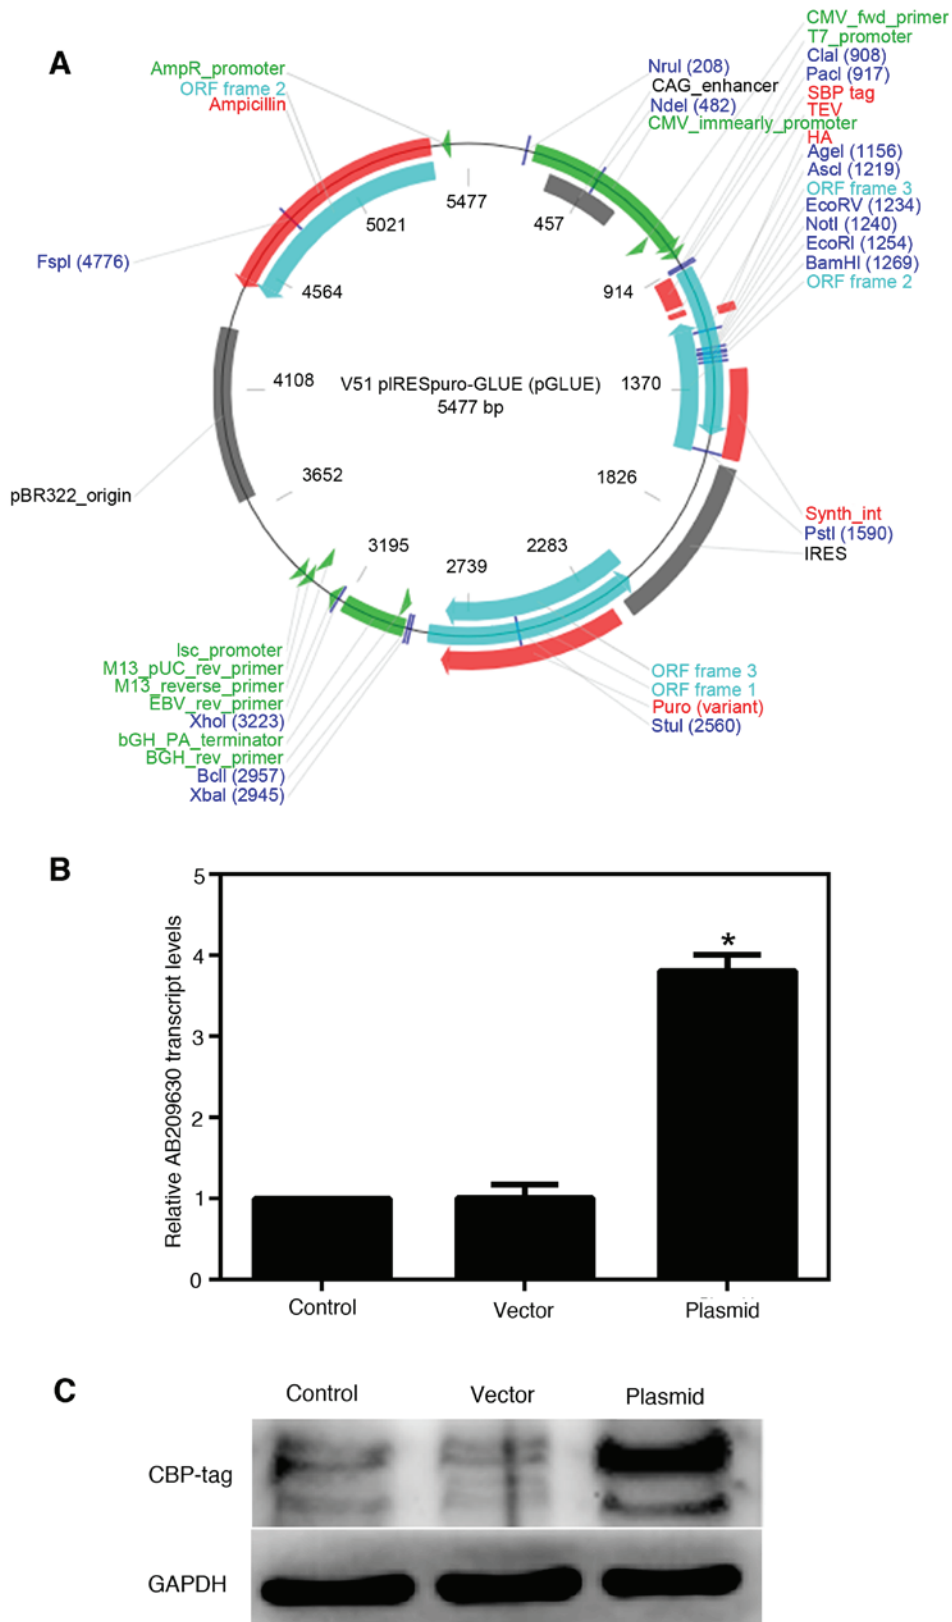 A
AmpR_promoter
ORF frame 2
Ampicillin
FspI (4776)
pBR322_origin
NruI (208)
CAG_enhancer
NdeI (482)
CMV_immearly_promoter
CMV_fwd_primer
T7_promoter
ClaI (908)
PacI (917)
SBP tag
TEV
HA
AgeI (1156)
AscI (1219)
ORF frame 3
EcoRV (1234)
NotI (1240)
EcoRI (1254)
BamHI (1269)
ORF frame 2
5477
457
914
1370
1826
2283
2739
3195
3652
4108
4564
5021
V51 pIRESpuro-GLUE (pGLUE)
5477 bp
Synth_int
PstI (1590)
IRES
ORF frame 3
ORF frame 1
Puro (variant)
StuI (2560)
lsc_promoter
M13_pUC_rev_primer
M13_reverse_primer
EBV_rev_primer
XhoI (3223)
bGH_PA_terminator
BGH_rev_primer
BclI (2957)
XbaI (2945)
B
Relative AB209630 transcript levels
5
4
3
2
1
0
*
Control
Vector
Plasmid
C
Control
Vector
Plasmid
CBP-tag
GAPDH